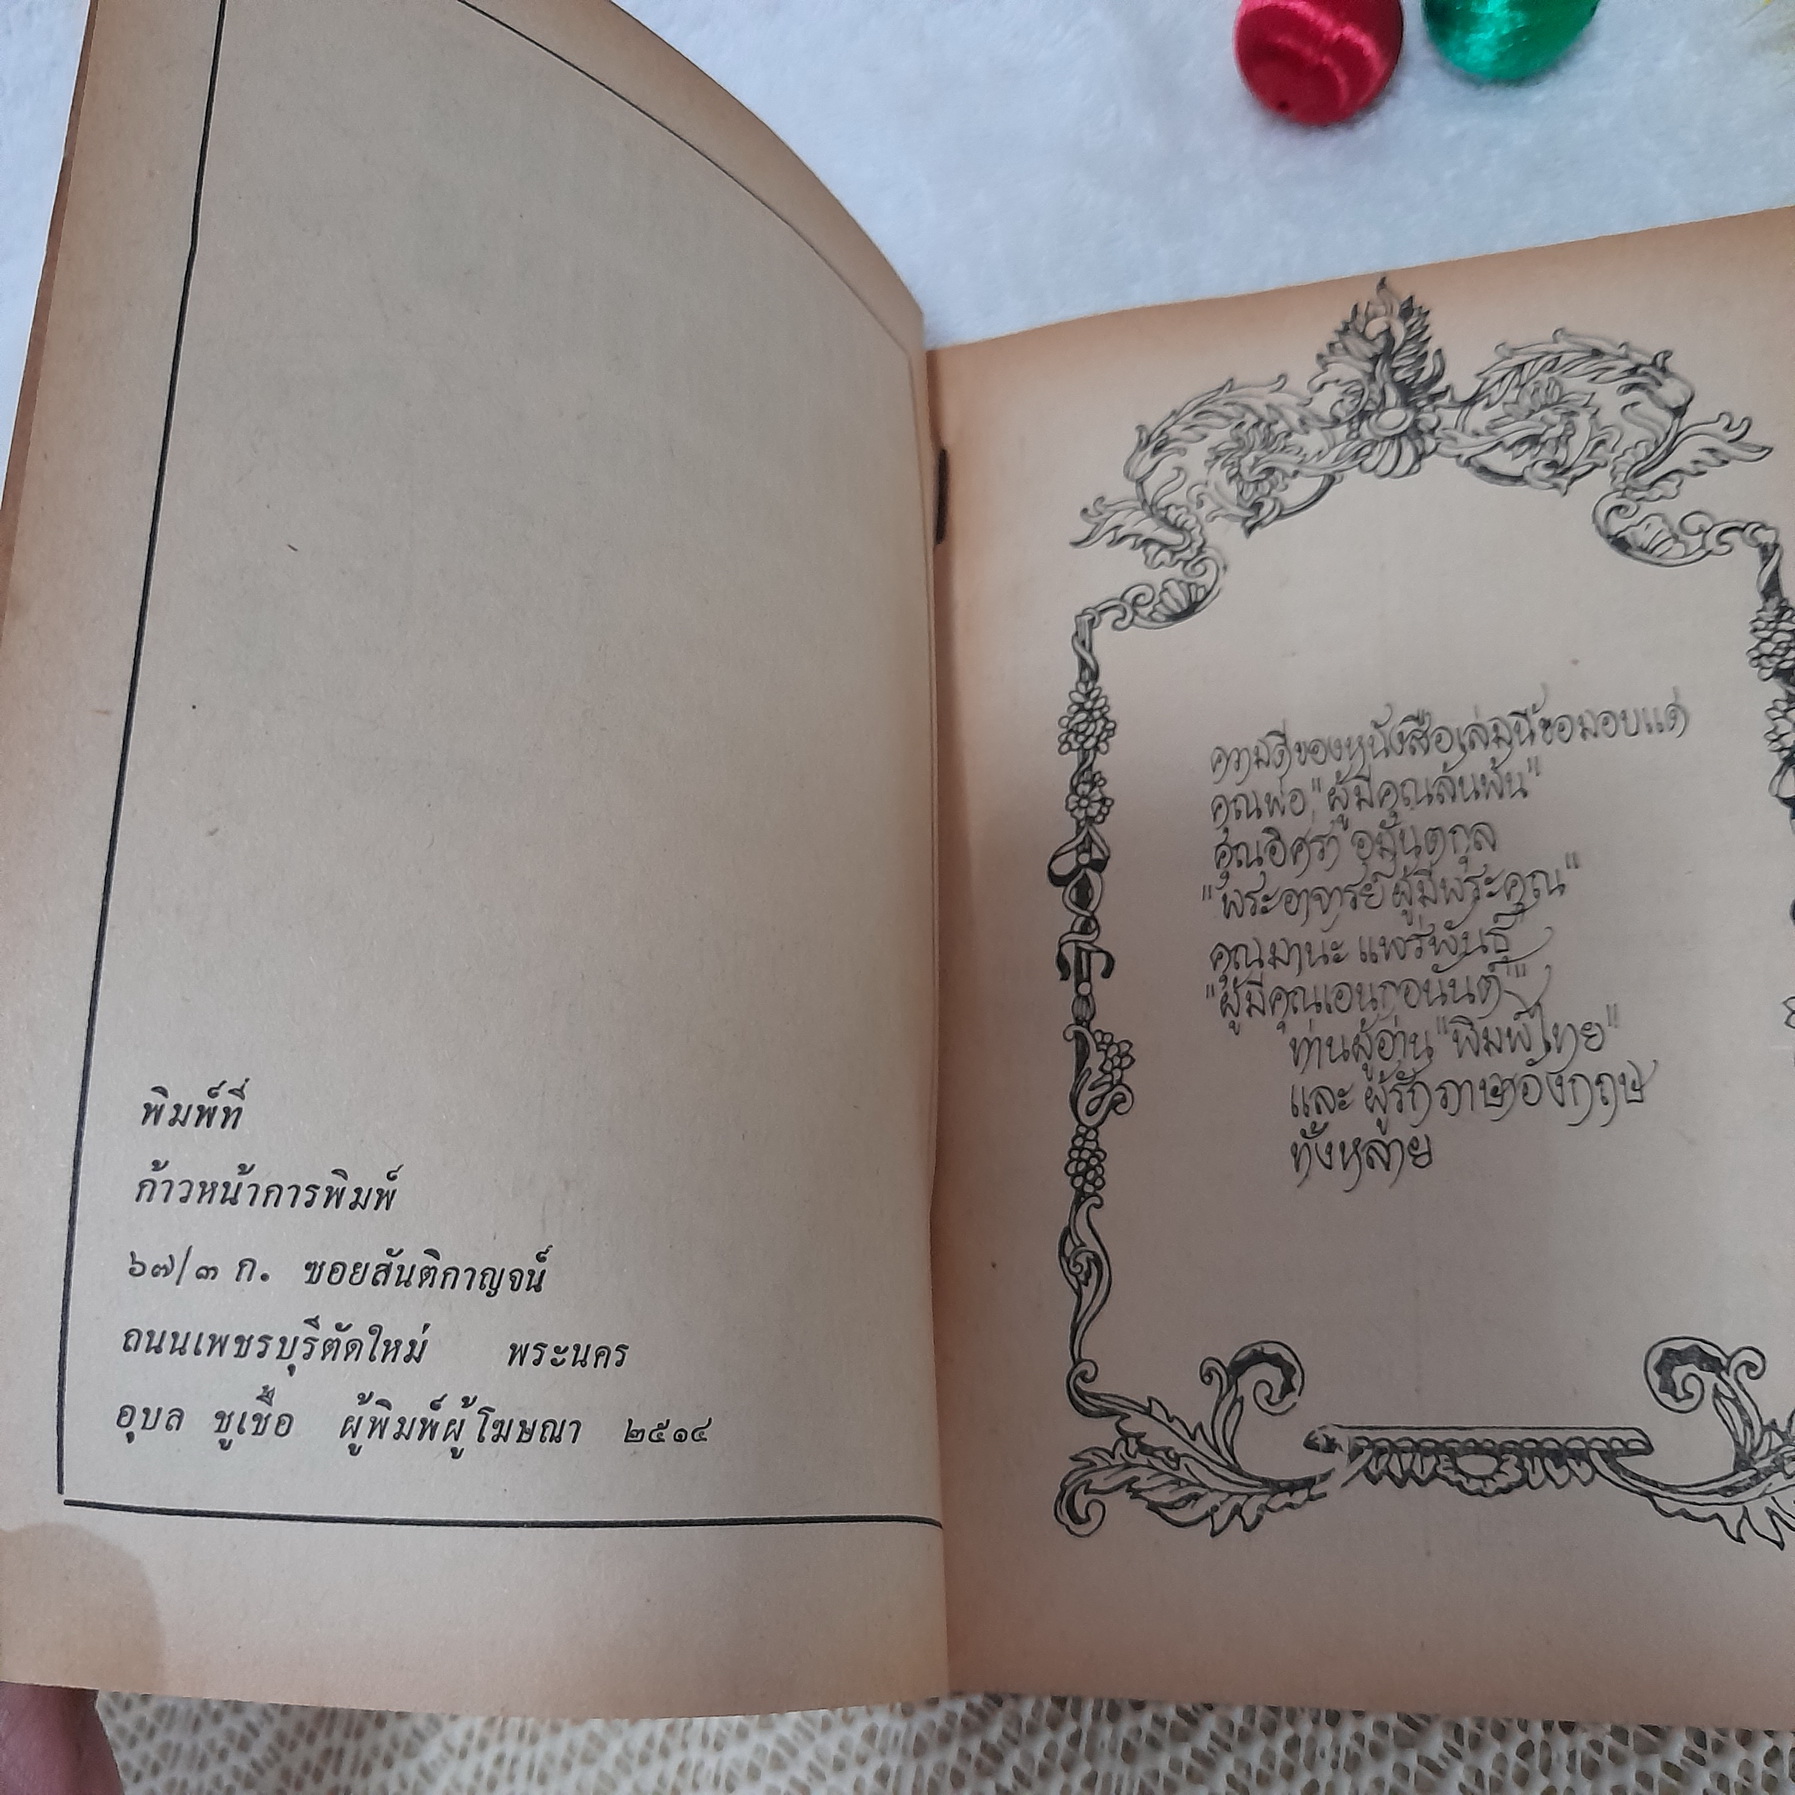 พิมพ์ที่
ก้าวหน้าการพิมพ์
๖๗/๓ ก. ซอยสันติกาญจน์
ถนนเพชรบุรีตัดใหม่ พระนคร
อุบล ชูเชื้อ ผู้พิมพ์ผู้โฆษณา ๒๕๑๔
ความดีของหนังสือเล่มนี้ขอมอบแด่
คุณพ่อ "ผู้มีคุณล้นพ้น"
คุณอิศรา อมันตกุล
"พระอาจารย์ผู้มีพระคุณ"
คุณมานะ แพร่พันธุ์
"ผู้มีคุณเอนกอนันต์"
ท่านผู้อ่าน "พิมพ์ไทย"
และ ผู้รักภาษาอังกฤษ
ทั้งหลาย